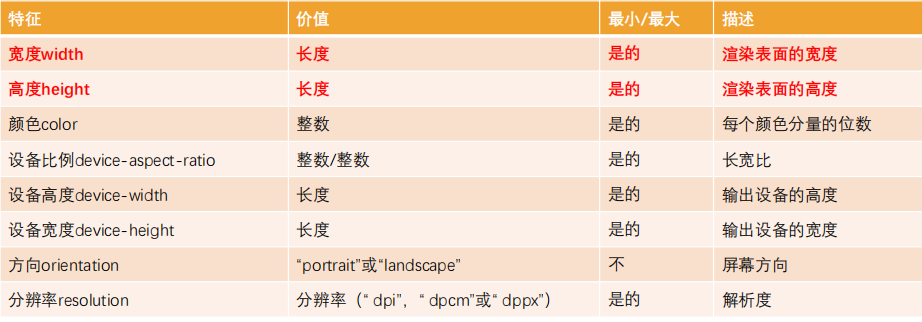 特征 价值 最小/最大 描述
宽度width 长度 是的 渲染表面的宽度
高度height 长度 是的 渲染表面的高度
颜色color 整数 是的 每个颜色分量的位数
设备比例device-aspect-ratio 整数/整数 是的 长宽比
设备高度device-width 长度 是的 输出设备的高度
设备宽度device-height 长度 是的 输出设备的宽度
方向orientation “portrait”或“landscape” 不 屏幕方向
分辨率resolution 分辨率（“ dpi”，“ dpcm”或“ dppx”） 是的 解析度